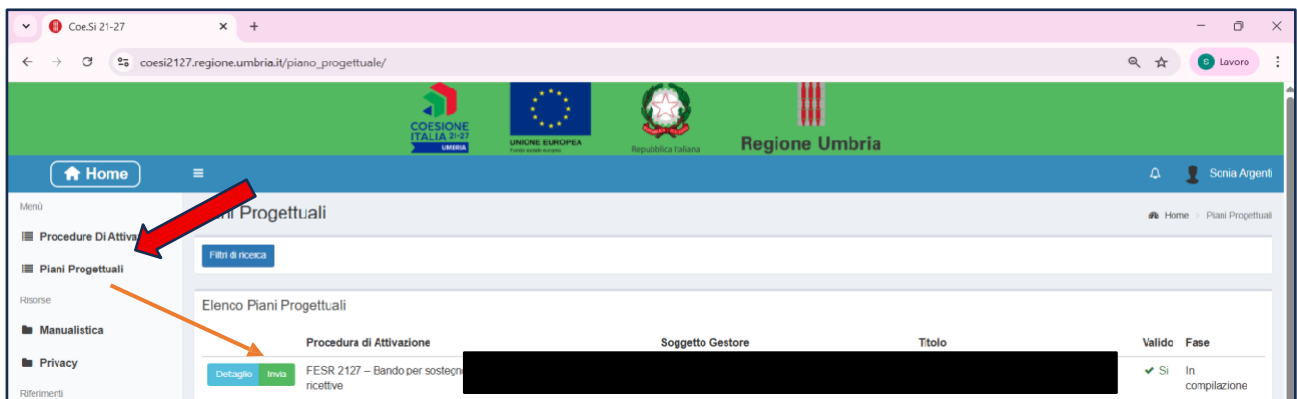 Coe.Si 21-27
coesi2127.regione.umbria.it/piano_progettuale/
S Lavoro
COESIONE
ITALIA 21-27
UMBRIA
UNIONE EUROPEA
Fondo sociale europeo
Repubblica Italiana
Regione Umbria
Home
Sonia Argenti
Menù
Progettuali
Home > Piani Progettuali
Procedure Di
Filtri di ricerca
Piani Progettuali
Risorse
Elenco Piani Progettuali
Manualistica
Procedura di Attivazione Soggetto Gestore Titolo Valido Fase
Privacy
Dettaglio Invia FESR 2127 – Bando per Si In
ricettive compilazione
Riferimenti